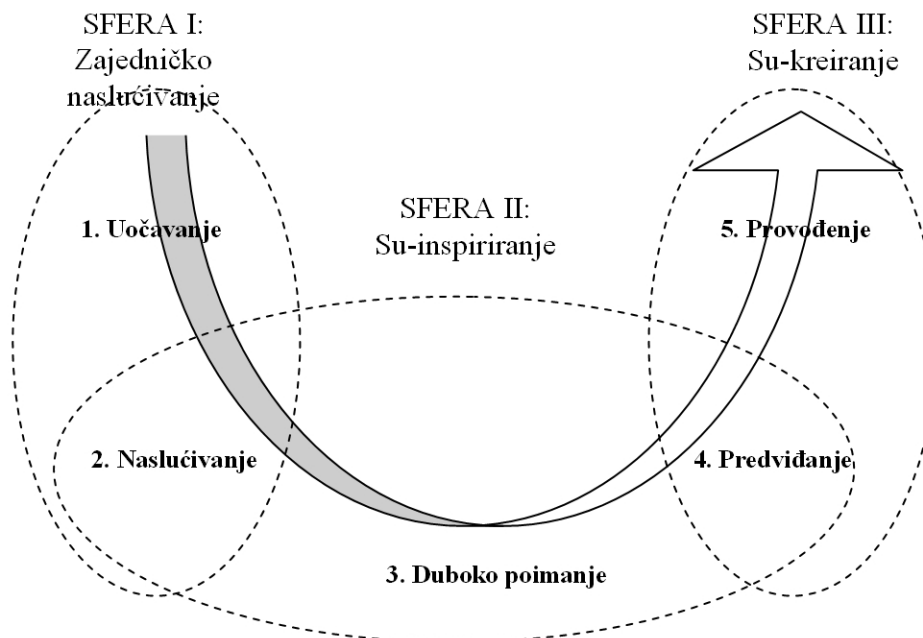 SFERA I:
Zajedničko
naslućivanje
SFERA III:
Su-kreiranje
SFERA II:
Su-inspiriranje
1. Uočavanje
5. Provođenje
2. Naslućivanje
4. Predviđanje
3. Duboko poimanje